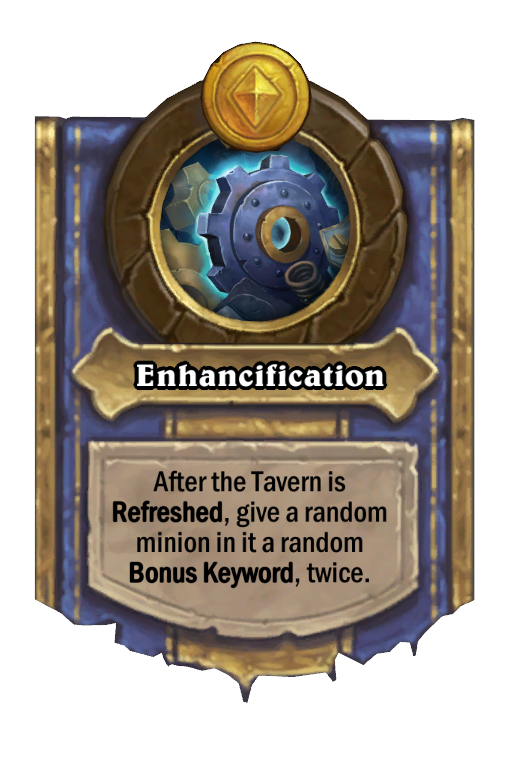 Enhancification
After the Tavern is
Refreshed, give a random
minion in it a random
Bonus Keyword, twice.